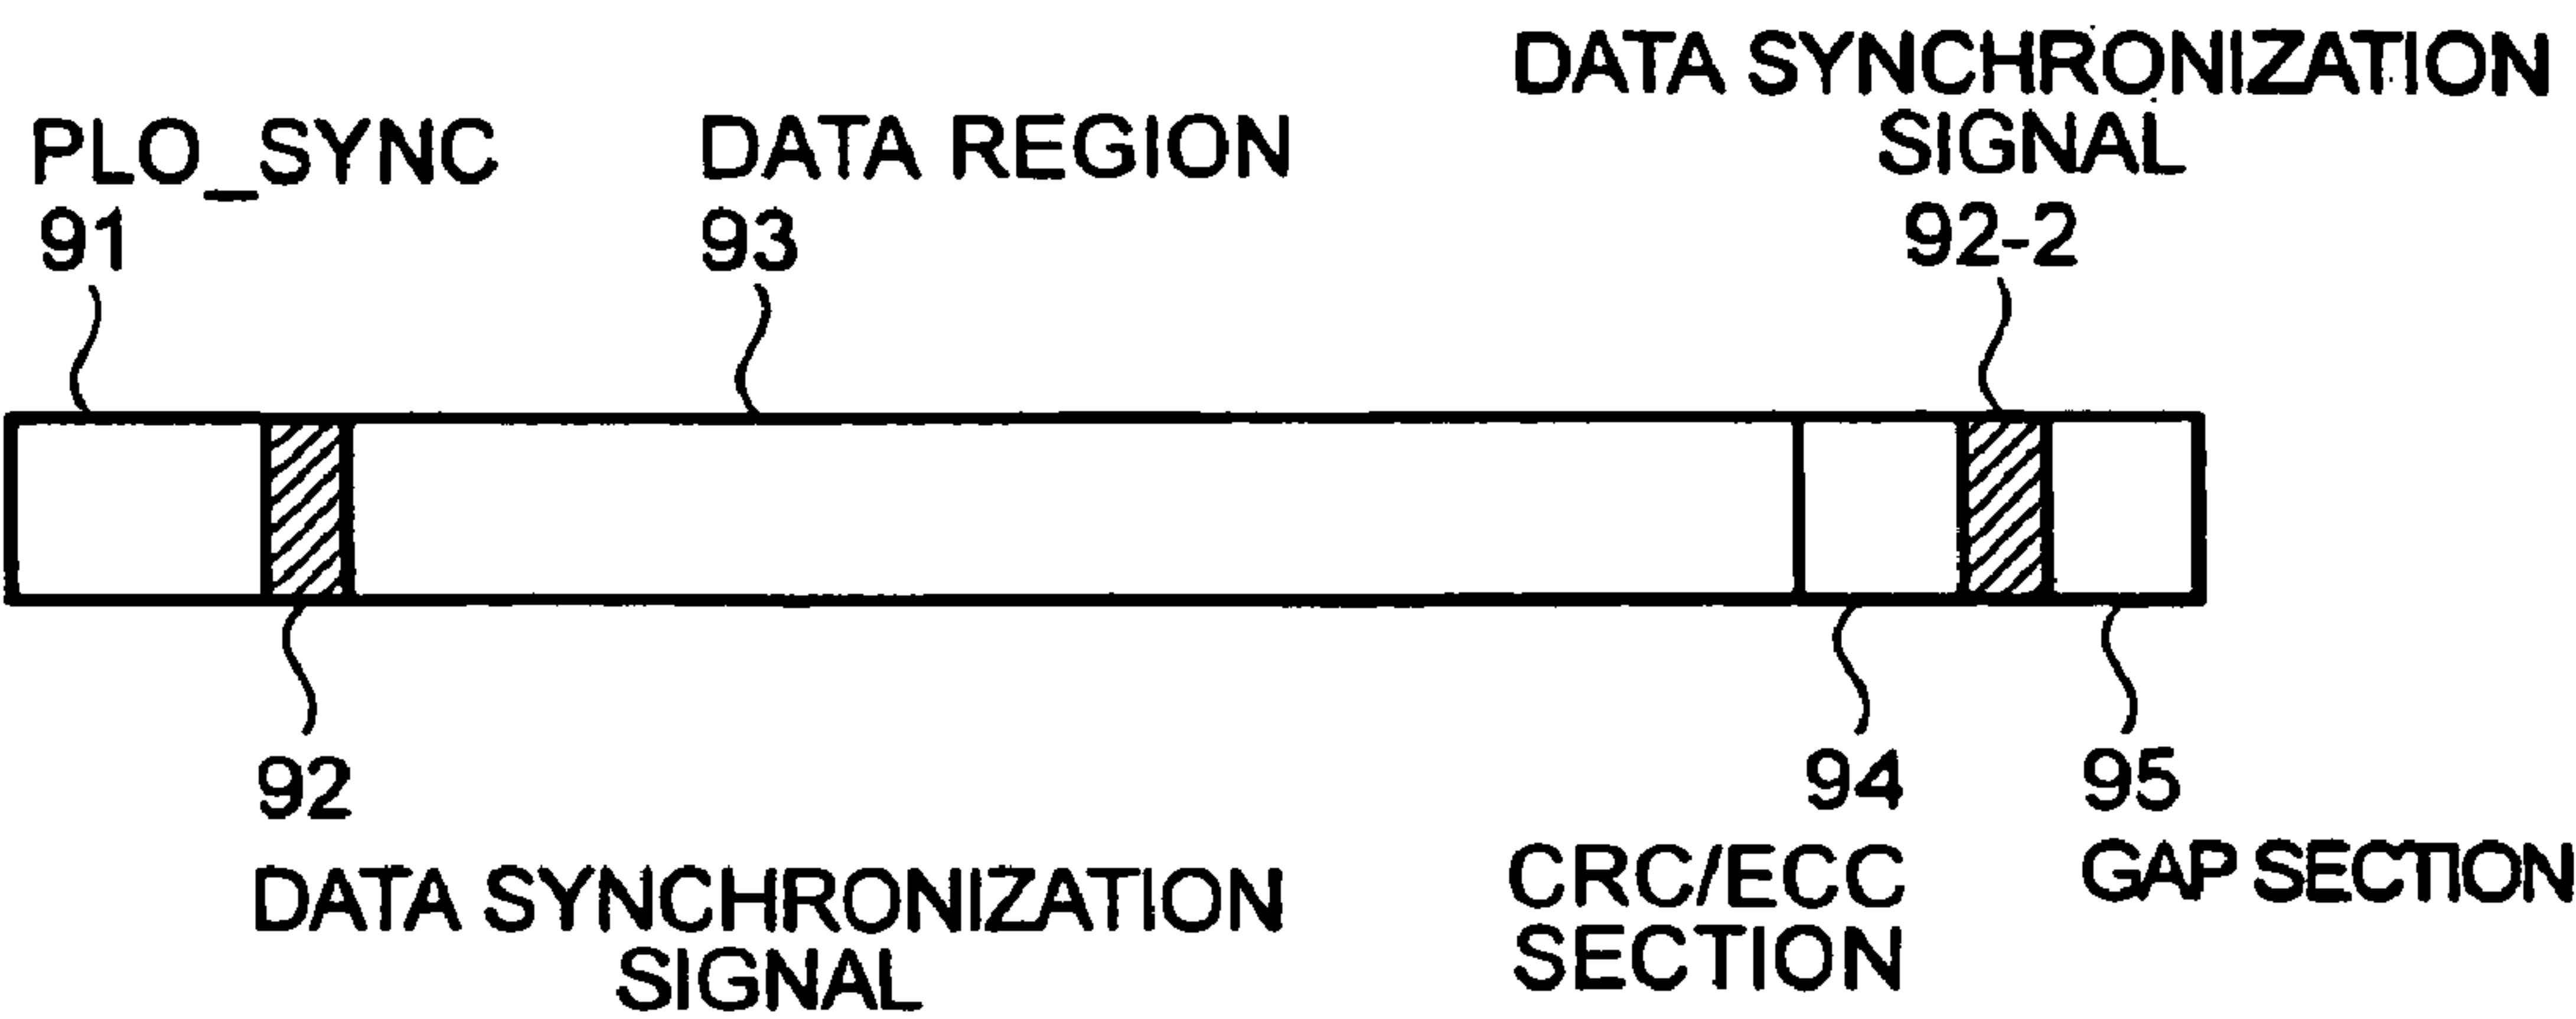 PLO_SYNC
91
DATA REGION
93
DATA SYNCHRONIZATION
SIGNAL
92-2
92
DATA SYNCHRONIZATION
SIGNAL
94
CRC/ECC
SECTION
95
GAP SECTION